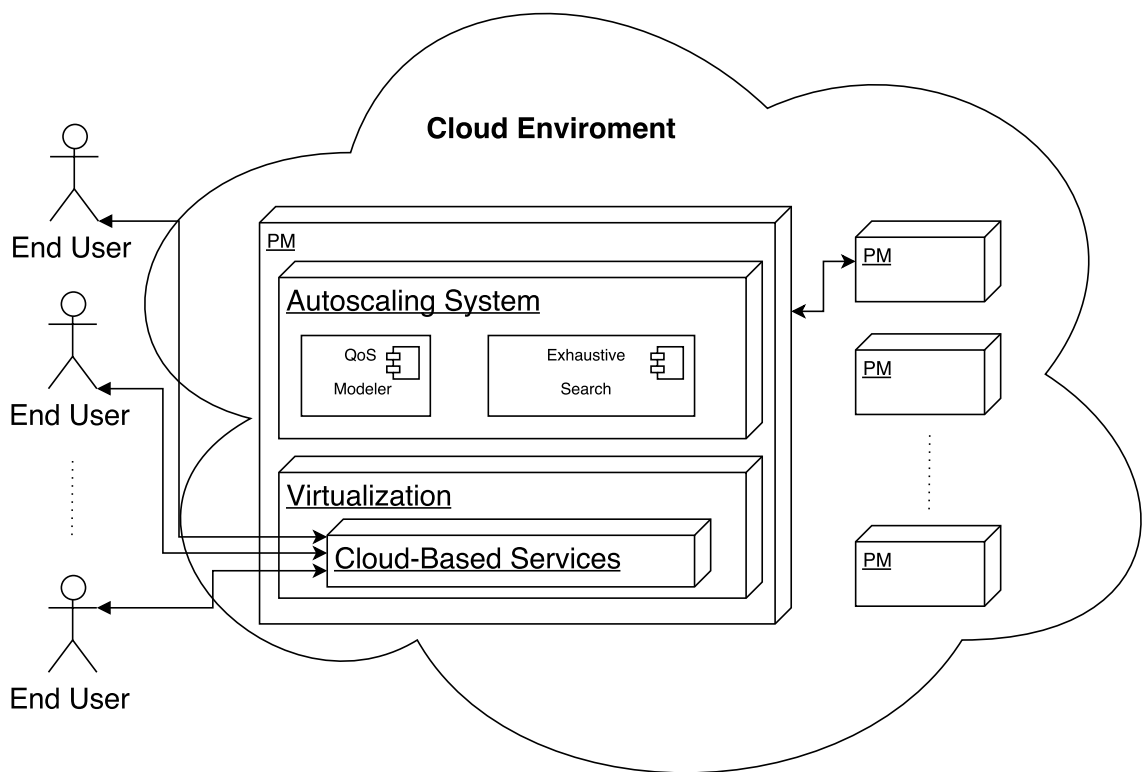 Cloud Enviroment
End User
End User
End User
PM
Autoscaling System
QoS
Modeler
Exhaustive
Search
Virtualization
Cloud-Based Services
PM
PM
PM